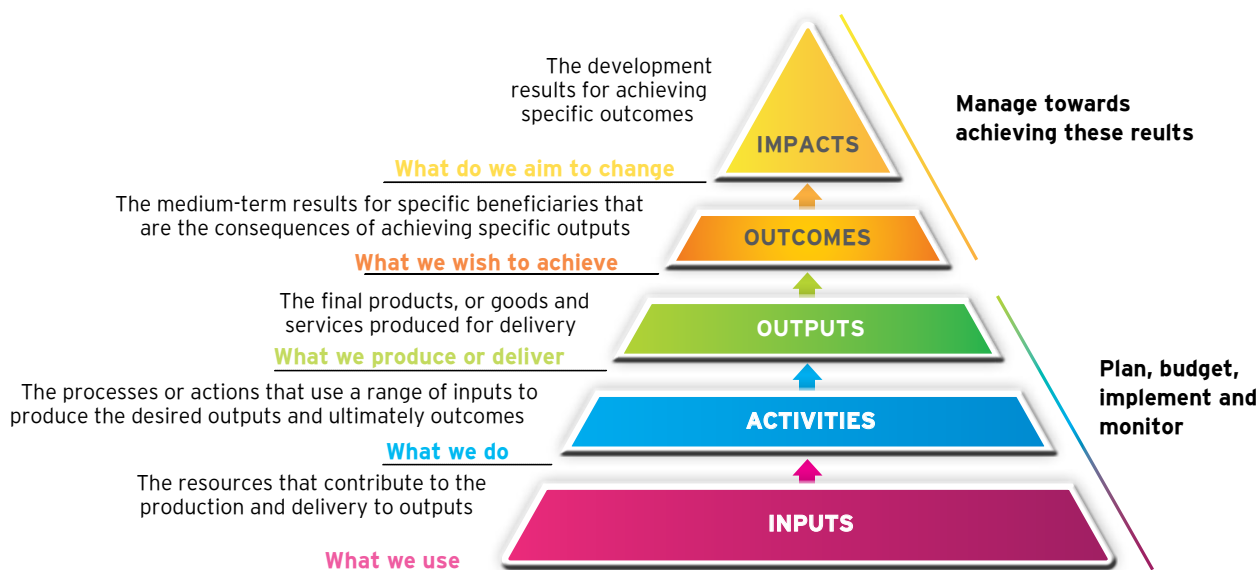 The development
results for achieving
specific outcomes
IMPACTS
Manage towards
achieving these reults
What do we aim to change
The medium-term results for specific beneficiaries that
are the consequences of achieving specific outputs
OUTCOMES
What we wish to achieve
The final products, or goods and
services produced for delivery
OUTPUTS
What we produce or deliver
Plan, budget,
implement and
monitor
The processes or actions that use a range of inputs to
produce the desired outputs and ultimately outcomes
ACTIVITIES
What we do
The resources that contribute to the
production and delivery to outputs
INPUTS
What we use